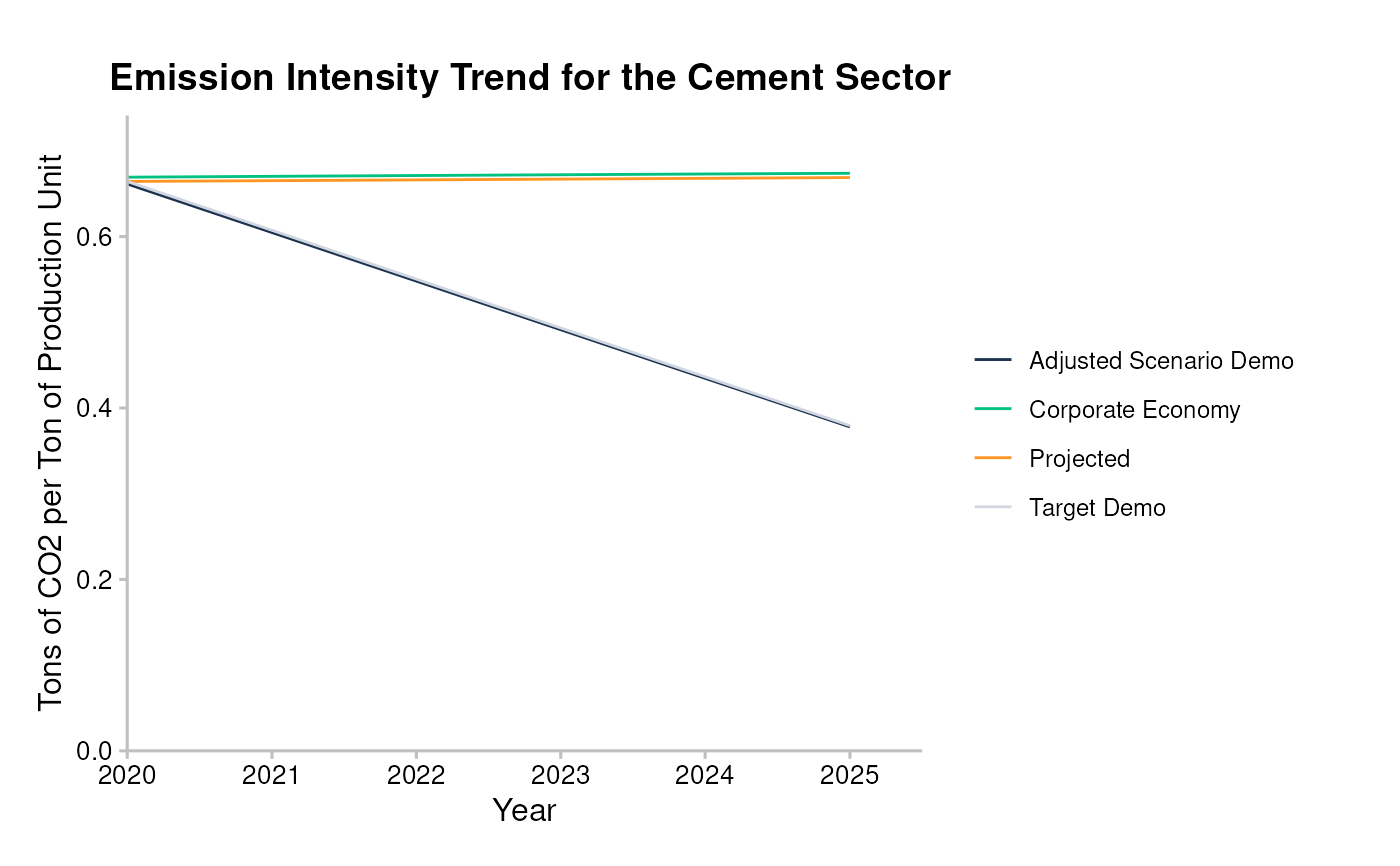 Emission Intensity Trend for the Cement Sector
Tons of CO2 per Ton of Production Unit
0.6
0.4
0.2
0.0
2020 2021 2022 2023 2024 2025
Year
Adjusted Scenario Demo
Corporate Economy
Projected
Target Demo